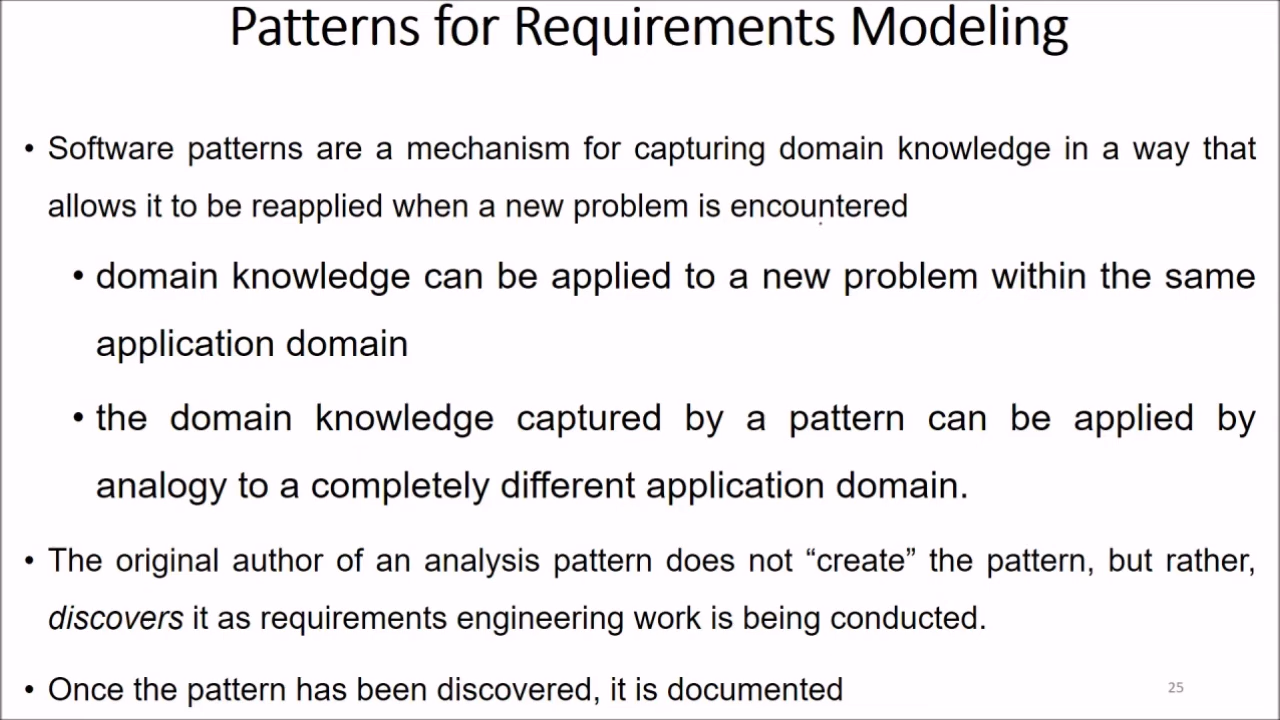 Patterns for Requirements Modeling
• Software patterns are a mechanism for capturing domain knowledge in a way that
allows it to be reapplied when a new problem is encountered
• domain knowledge can be applied to a new problem within the same
application domain
• the domain knowledge captured by a pattern can be applied by
analogy to a completely different application domain.
• The original author of an analysis pattern does not “create” the pattern, but rather,
discovers it as requirements engineering work is being conducted.
• Once the pattern has been discovered, it is documented
25